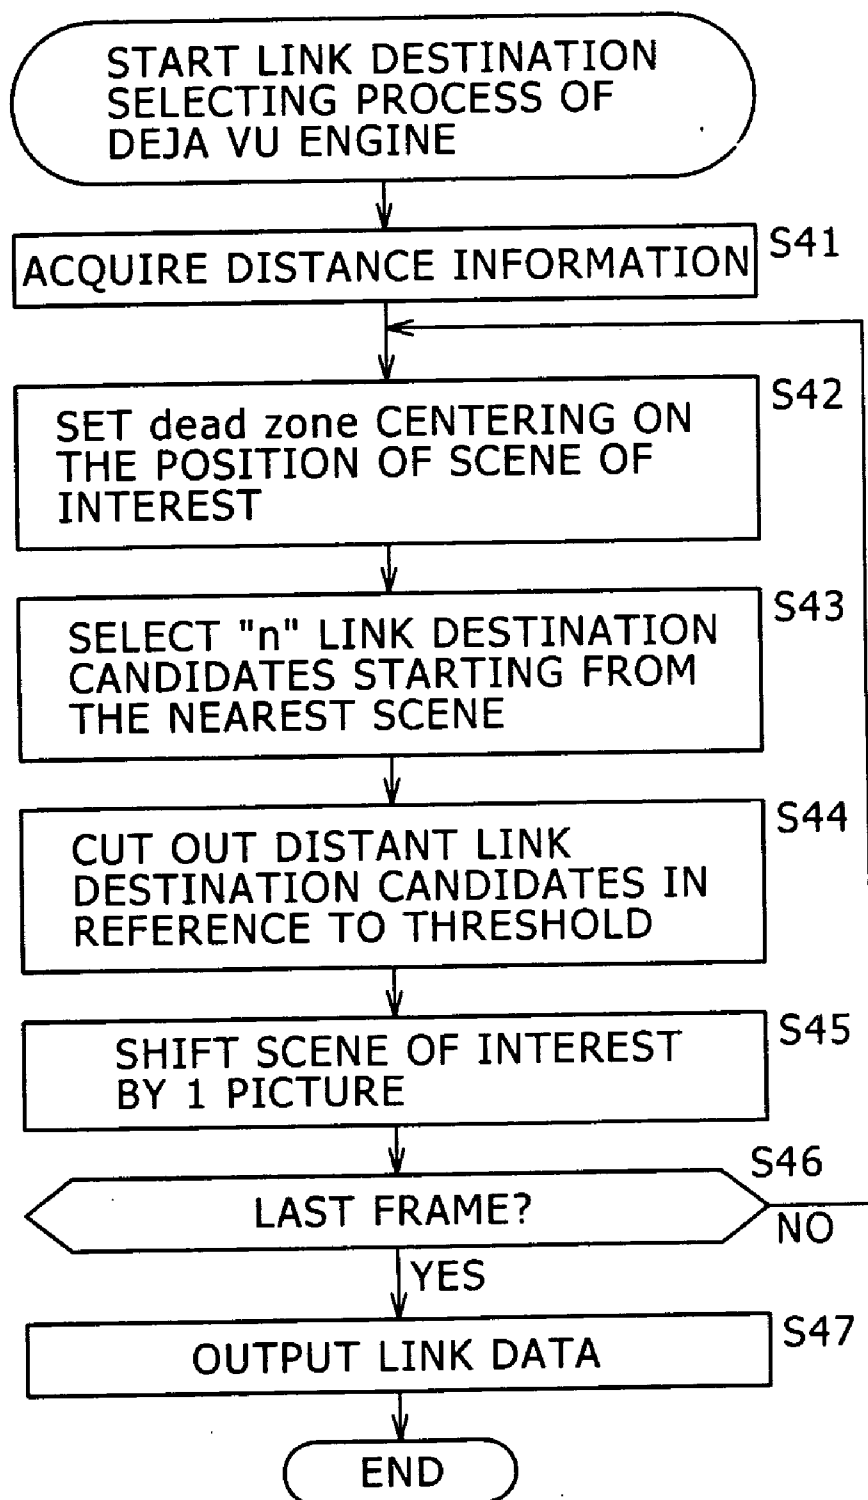 START LINK DESTINATION
SELECTING PROCESS OF
DEJA VU ENGINE
S41
ACQUIRE DISTANCE INFORMATION
S42
SET dead zone CENTERING ON
THE POSITION OF SCENE OF
INTEREST
S43
SELECT "n" LINK DESTINATION
CANDIDATES STARTING FROM
THE NEAREST SCENE
S44
CUT OUT DISTANT LINK
DESTINATION CANDIDATES IN
REFERENCE TO THRESHOLD
S45
SHIFT SCENE OF INTEREST
BY 1 PICTURE
S46
LAST FRAME?
NO
YES
S47
OUTPUT LINK DATA
END